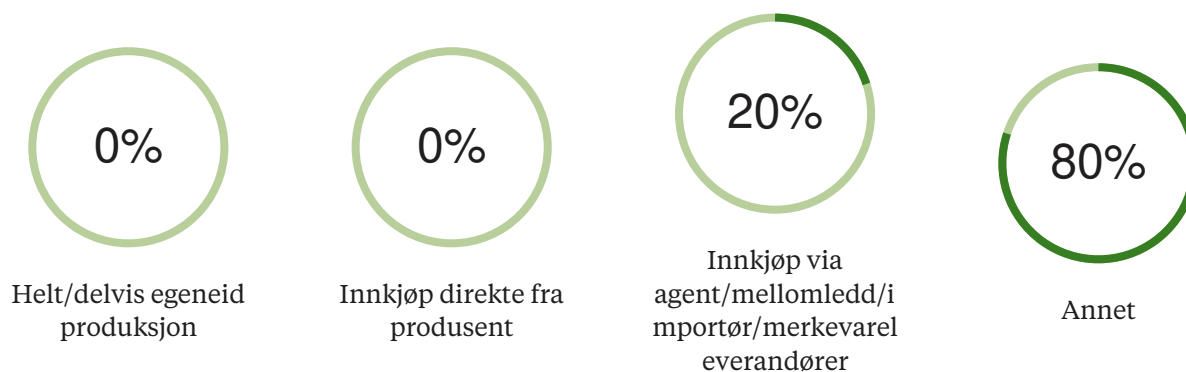 0%
Helt/delvis egeneid
produksjon
0%
Innkjøp direkte fra
produsent
20%
Innkjøp via
agent/mellomledd/i
mportør/merkevarel
everandører
80%
Annet